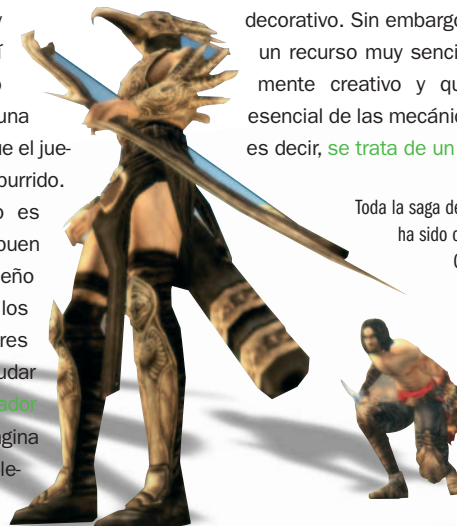 y
í
o
una
ue el jue-
burrido.
o es
buen
eño
los
res
udar
ador
gina
le-
decorativo. Sin embargo
un recurso muy senci
mente creativo y qu
esencial de las mecánic
es decir, se trata de un
Toda la saga de
ha sido c